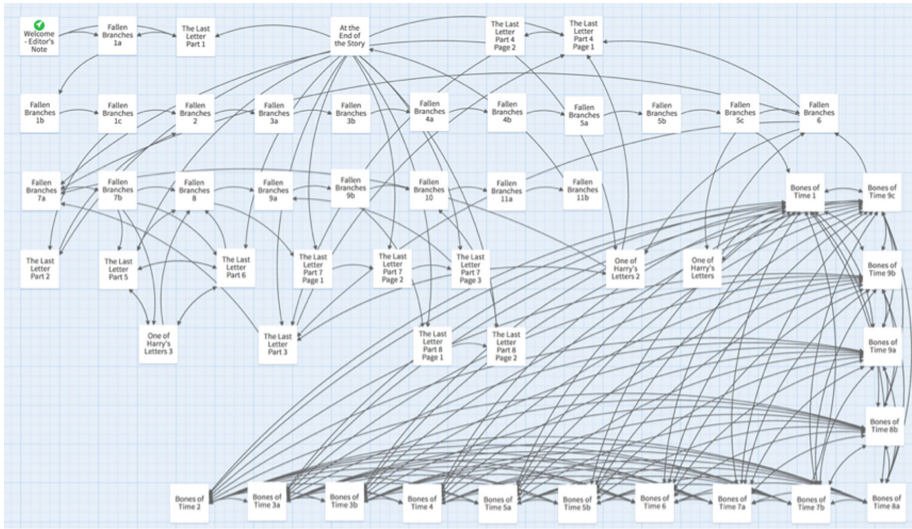 Welcome
- Editor's
Note
Fallen
Branches
1a
The Last
Letter
Part 1
At the
End of
the Story
The Last
Letter
Part 4
Page 2
The Last
Letter
Part 4
Page 1
Fallen
Branches
1b
Fallen
Branches
1c
Fallen
Branches
2
Fallen
Branches
3a
Fallen
Branches
3b
Fallen
Branches
4a
Fallen
Branches
4b
Fallen
Branches
5a
Fallen
Branches
5b
Fallen
Branches
5c
Fallen
Branches
6
Fallen
Branches
7a
Fallen
Branches
7b
Fallen
Branches
8
Fallen
Branches
9a
Fallen
Branches
9b
Fallen
Branches
10
Fallen
Branches
11a
Fallen
Branches
11b
Bones of
Time 1
Bones of
Time 9c
The Last
Letter
Part 2
The Last
Letter
Part 5
The Last
Letter
Part 6
The Last
Letter
Part 7
Page 1
The Last
Letter
Part 7
Page 2
The Last
Letter
Part 7
Page 3
One of
Harry's
Letters 2
One of
Harry's
Letters
Bones of
Time 9b
One of
Harry's
Letters 3
The Last
Letter
Part 3
The Last
Letter
Part 8
Page 1
The Last
Letter
Part 8
Page 2
Bones of
Time 9a
Bones of
Time 8b
Bones of
Time 2
Bones of
Time 3a
Bones of
Time 3b
Bones of
Time 4
Bones of
Time 5a
Bones of
Time 5b
Bones of
Time 6
Bones of
Time 7a
Bones of
Time 7b
Bones of
Time 8a